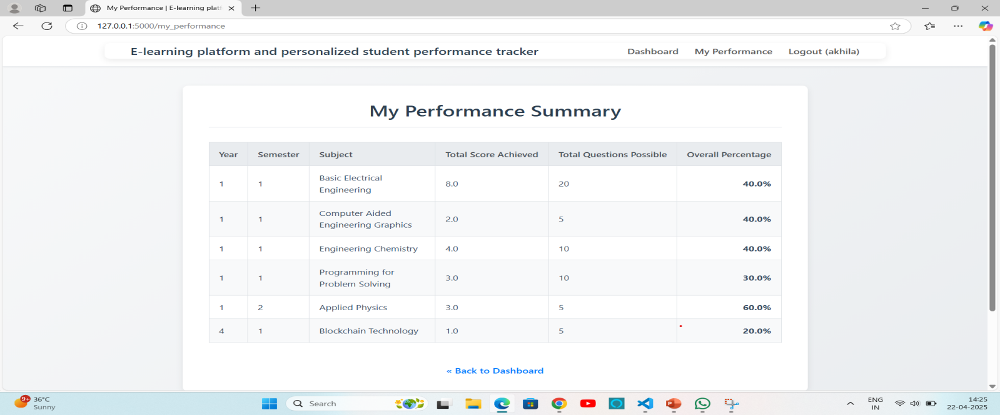 My Performance | E-learning platf
127.0.0.1:5000/my_performance
E-learning platform and personalized student performance tracker
Dashboard My Performance Logout (akhila)
My Performance Summary
Year Semester Subject Total Score Achieved Total Questions Possible Overall Percentage
1 1 Basic Electrical Engineering 8.0 20 40.0%
1 1 Computer Aided Engineering Graphics 2.0 5 40.0%
1 1 Engineering Chemistry 4.0 10 40.0%
1 1 Programming for Problem Solving 3.0 10 30.0%
1 2 Applied Physics 3.0 5 60.0%
4 1 Blockchain Technology 1.0 5 20.0%
« Back to Dashboard
9+ 36°C
Sunny
Search
ENG
IN
14:25
22-04-2025